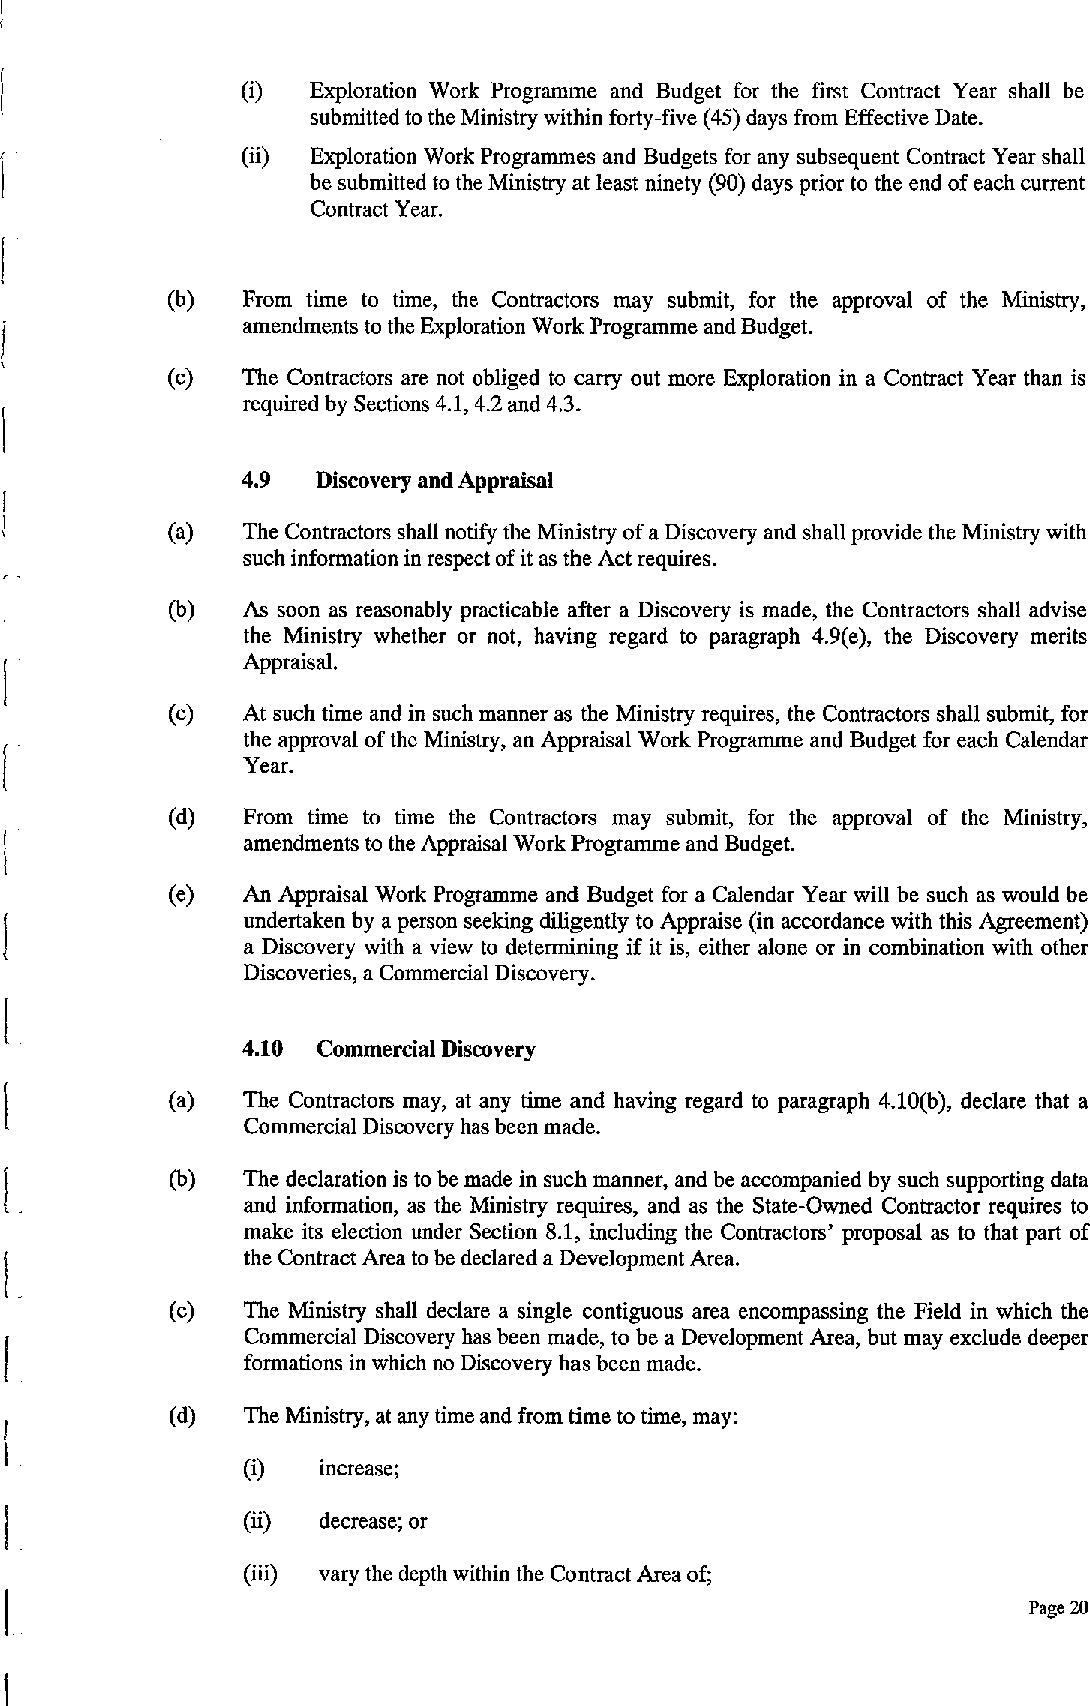 (i) Exploration Work Programme and Budget for the first Contract Year shall be
submitted to the Ministry within forty-five (45) days from Effective Date.
(ii) Exploration Work Programmes and Budgets for any subsequent Contract Year shall
be submitted to the Ministry at least ninety (90) days prior to the end of each current
Contract Year.
(b) From time to time, the Contractors may submit, for the approval of the Ministry,
amendments to the Exploration Work Programme and Budget.
(c) The Contractors are not obliged to carry out more Exploration in a Contract Year than is
required by Sections 4.1, 4.2 and 4.3.
4.9 Discovery and Appraisal
(a) The Contractors shall notify the Ministry of a Discovery and shall provide the Ministry with
such information in respect of it as the Act requires.
(b) As soon as reasonably practicable after a Discovery is made, the Contractors shall advise
the Ministry whether or not, having regard to paragraph 4.9(e), the Discovery merits
Appraisal.
(c) At such time and in such manner as the Ministry requires, the Contractors shall submit, for
the approval of the Ministry, an Appraisal Work Programme and Budget for each Calendar
Year.
(d) From time to time the Contractors may submit, for the approval of the Ministry,
amendments to the Appraisal Work Programme and Budget.
(e) An Appraisal Work Programme and Budget for a Calendar Year will be such as would be
undertaken by a person seeking diligently to Appraise (in accordance with this Agreement)
a Discovery with a view to determining if it is, either alone or in combination with other
Discoveries, a Commercial Discovery.
4.10 Commercial Discovery
(a) The Contractors may, at any time and having regard to paragraph 4.10(b), declare that a
Commercial Discovery has been made.
(b) The declaration is to be made in such manner, and be accompanied by such supporting data
and information, as the Ministry requires, and as the State-Owned Contractor requires to
make its election under Section 8.1, including the Contractors' proposal as to that part of
the Contract Area to be declared a Development Area.
(c) The Ministry shall declare a single contiguous area encompassing the Field in which the
Commercial Discovery has been made, to be a Development Area, but may exclude deeper
formations in which no Discovery has been made.
(d) The Ministry, at any time and from time to time, may:
(i) increase;
(ii) decrease; or
(iii) vary the depth within the Contract Area of;
Page 20